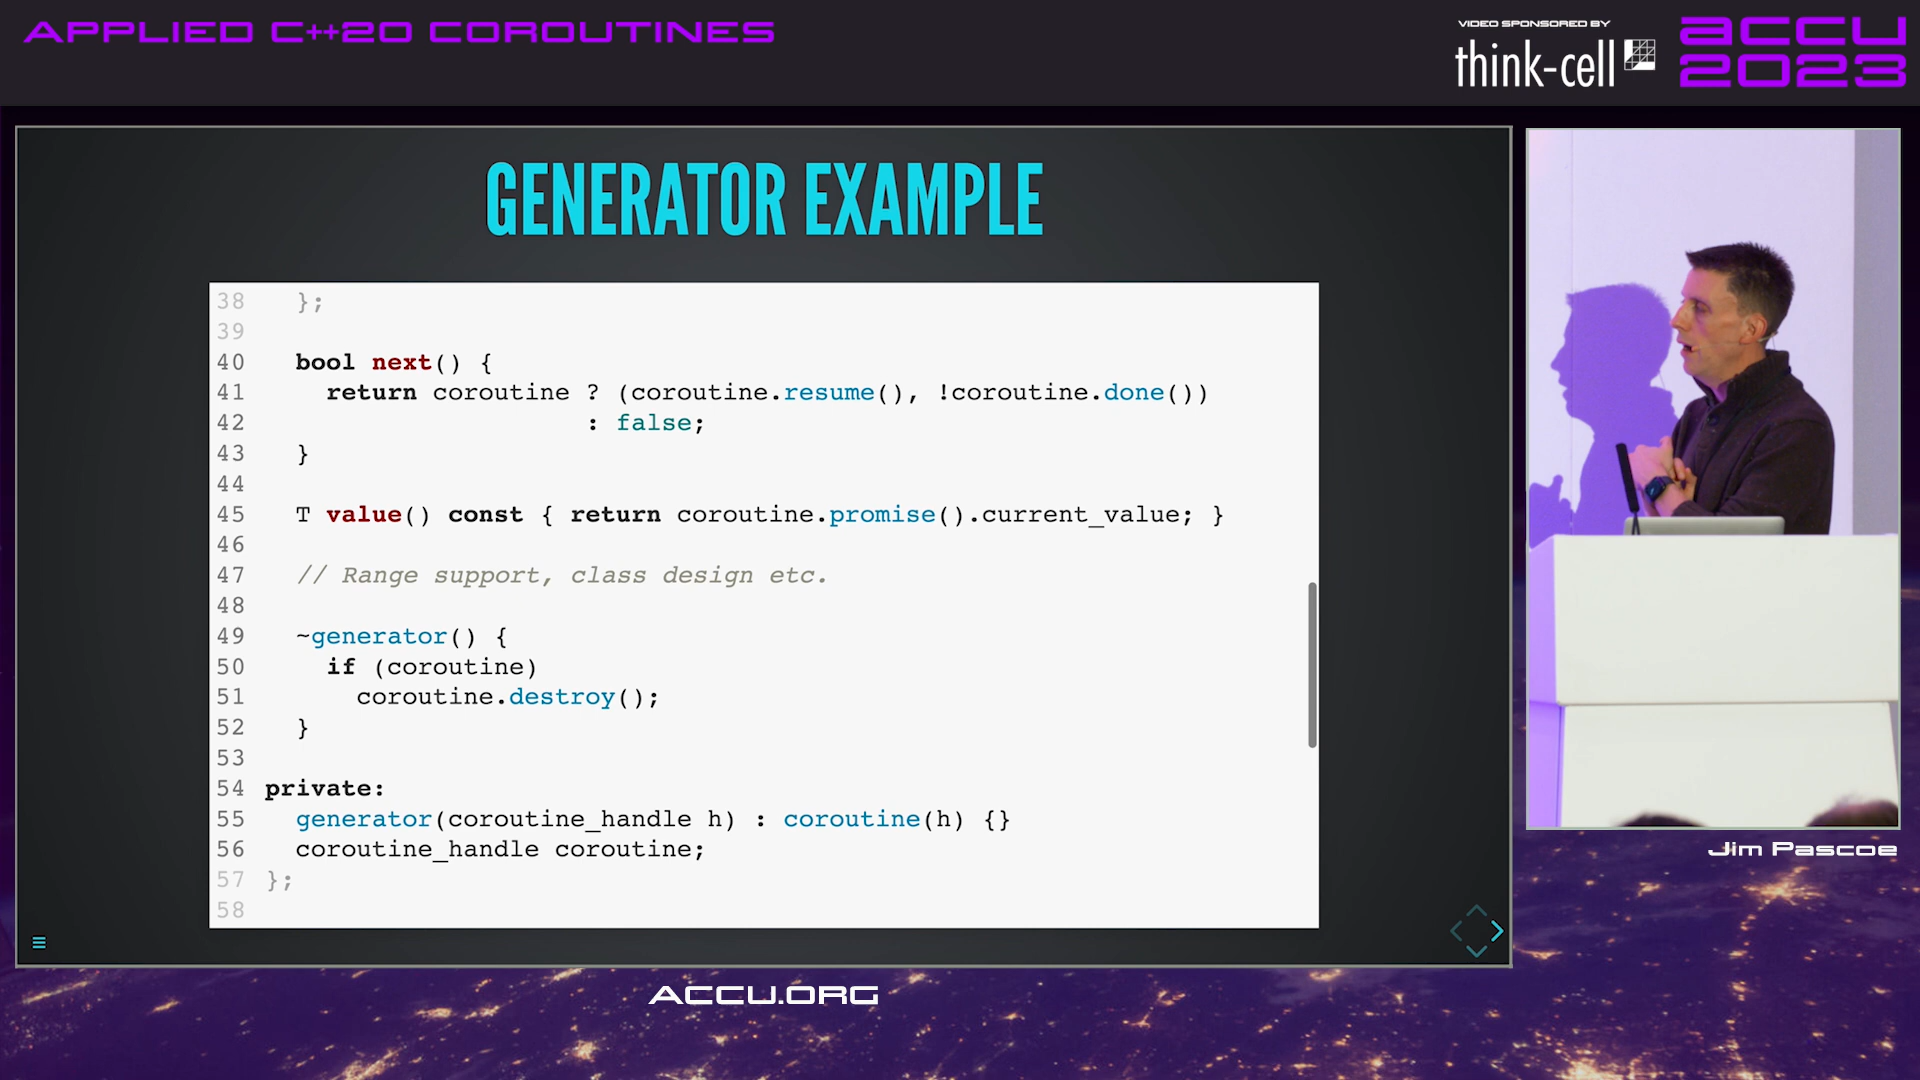 APPLIED C++20 COROUTINES
VIDEO SPONSORED BY
think-cell
accu
2023
GENERATOR EXAMPLE
38 };
39
40 bool next() {
41 return coroutine ? (coroutine.resume(), !coroutine.done())
42 : false;
43 }
44
45 T value() const { return coroutine.promise().current_value; }
46
47 // Range support, class design etc.
48
49 ~generator() {
50 if (coroutine)
51 coroutine.destroy();
52 }
53
54 private:
55 generator(coroutine_handle h) : coroutine(h) {}
56 coroutine_handle coroutine;
57 };
58
Jim Pascoe
ACCU.ORG